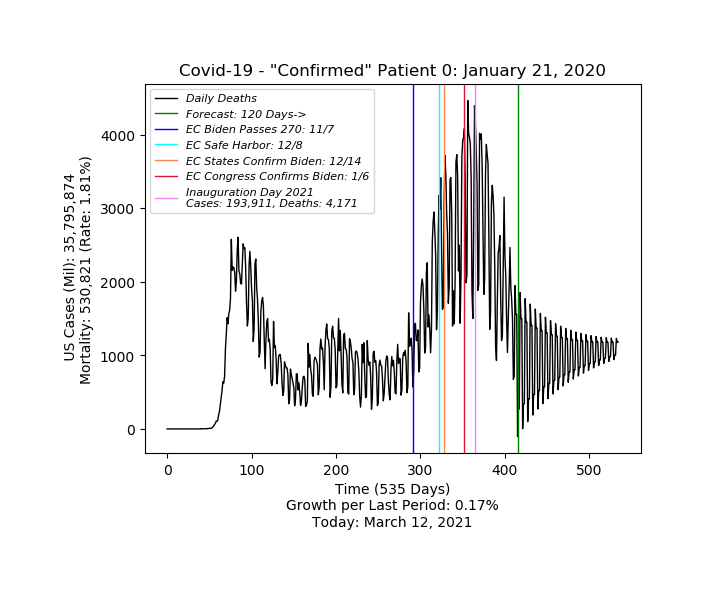 Covid-19 - "Confirmed" Patient 0: January 21, 2020
US Cases (Mil): 35,795,874
Mortality: 530,821 (Rate: 1.81%)
4000
3000
2000
1000
0
Daily Deaths
Forecast: 120 Days->
EC Biden Passes 270: 11/7
EC Safe Harbor: 12/8
EC States Confirm Biden: 12/14
EC Congress Confirms Biden: 1/6
Inauguration Day 2021
Cases: 193,911, Deaths: 4,171
0 100 200 300 400 500
Time (535 Days)
Growth per Last Period: 0.17%
Today: March 12, 2021